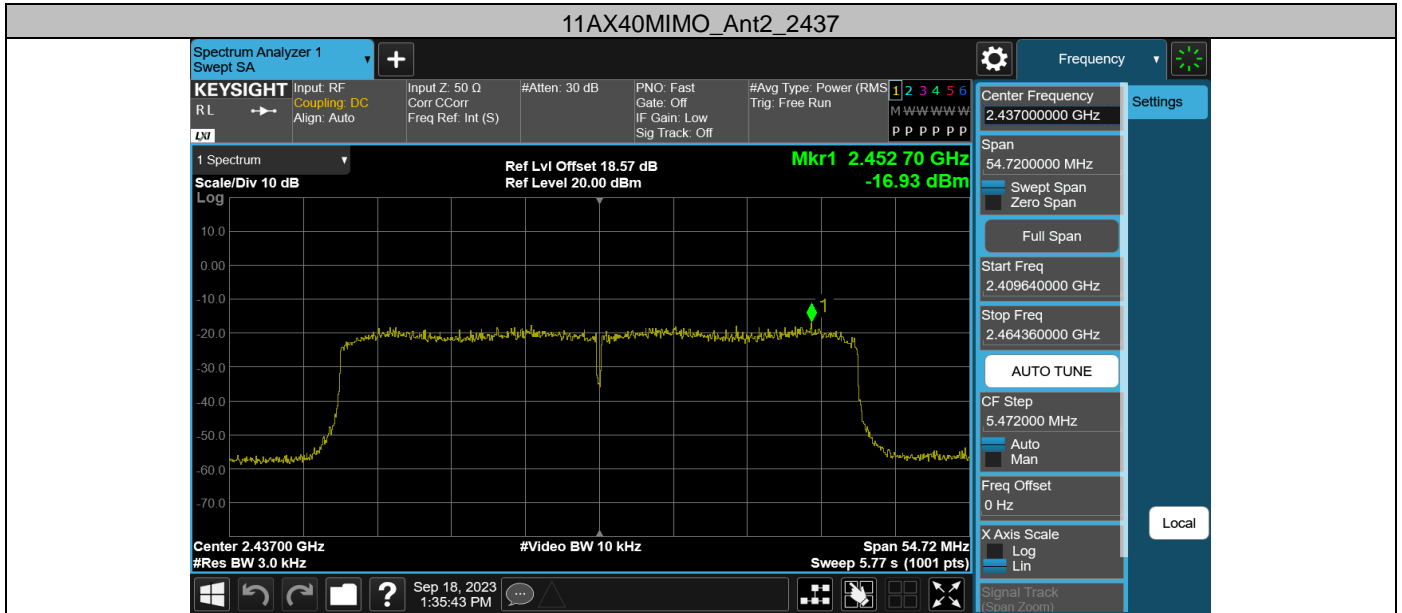 11AX40MIMO_Ant2_2437
Spectrum Analyzer 1
Swept SA
+
Frequency
KEYSIGHT
RL
LXI
Input: RF
Coupling: DC
Align: Auto
Input Z: 50 Ω
Corr CCorr
Freq Ref: Int (S)
#Atten: 30 dB
PNO: Fast
Gate: Off
IF Gain: Low
Sig Track: Off
#Avg Type: Power (RMS
Trig: Free Run
1 2 3 4 5 6
M W W W W W
P P P P P P
1 Spectrum
Scale/Div 10 dB
Log
Ref Lvl Offset 18.57 dB
Ref Level 20.00 dBm
Mkr1 2.452 70 GHz
-16.93 dBm
10.0
0.00
-10.0
-20.0
-30.0
-40.0
-50.0
-60.0
-70.0
1
Center 2.43700 GHz
#Res BW 3.0 kHz
#Video BW 10 kHz
Span 54.72 MHz
Sweep 5.77 s (1001 pts)
Center Frequency
2.437000000 GHz
Span
54.7200000 MHz
Swept Span
Zero Span
Full Span
Start Freq
2.409640000 GHz
Stop Freq
2.464360000 GHz
AUTO TUNE
CF Step
5.472000 MHz
Auto
Man
Freq Offset
0 Hz
X Axis Scale
Log
Lin
Signal Track
(Span Zoom)
Settings
Local
?
Sep 18, 2023
1:35:43 PM